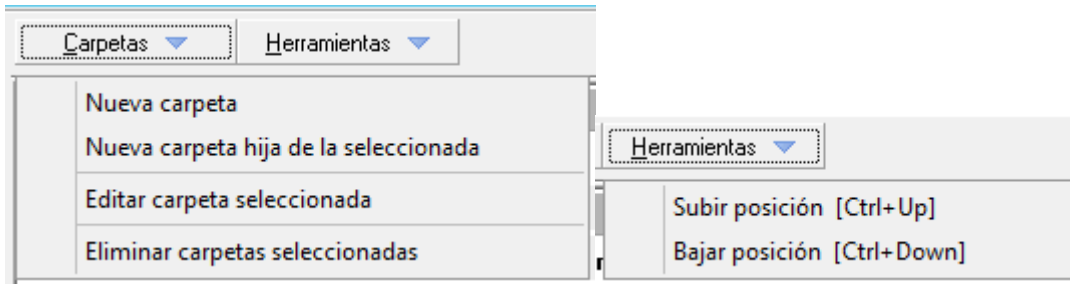 Carpetas
Herramientas
Nueva carpeta
Nueva carpeta hija de la seleccionada
Editar carpeta seleccionada
Eliminar carpetas seleccionadas
Herramientas
Subir posición [Ctrl+Up]
Bajar posición [Ctrl+Down]